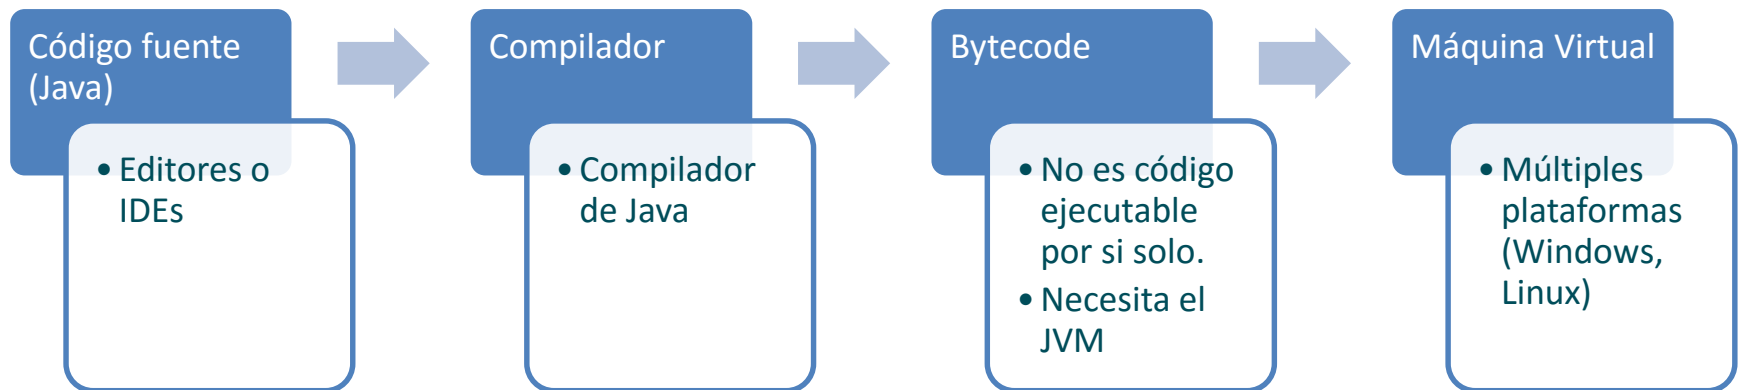 Código fuente
(Java)
• Editores o
IDEs
Compilador
• Compilador
de Java
Bytecode
• No es código
ejecutable
por si solo.
• Necesita el
JVM
Máquina Virtual
• Múltiples
plataformas
(Windows,
Linux)